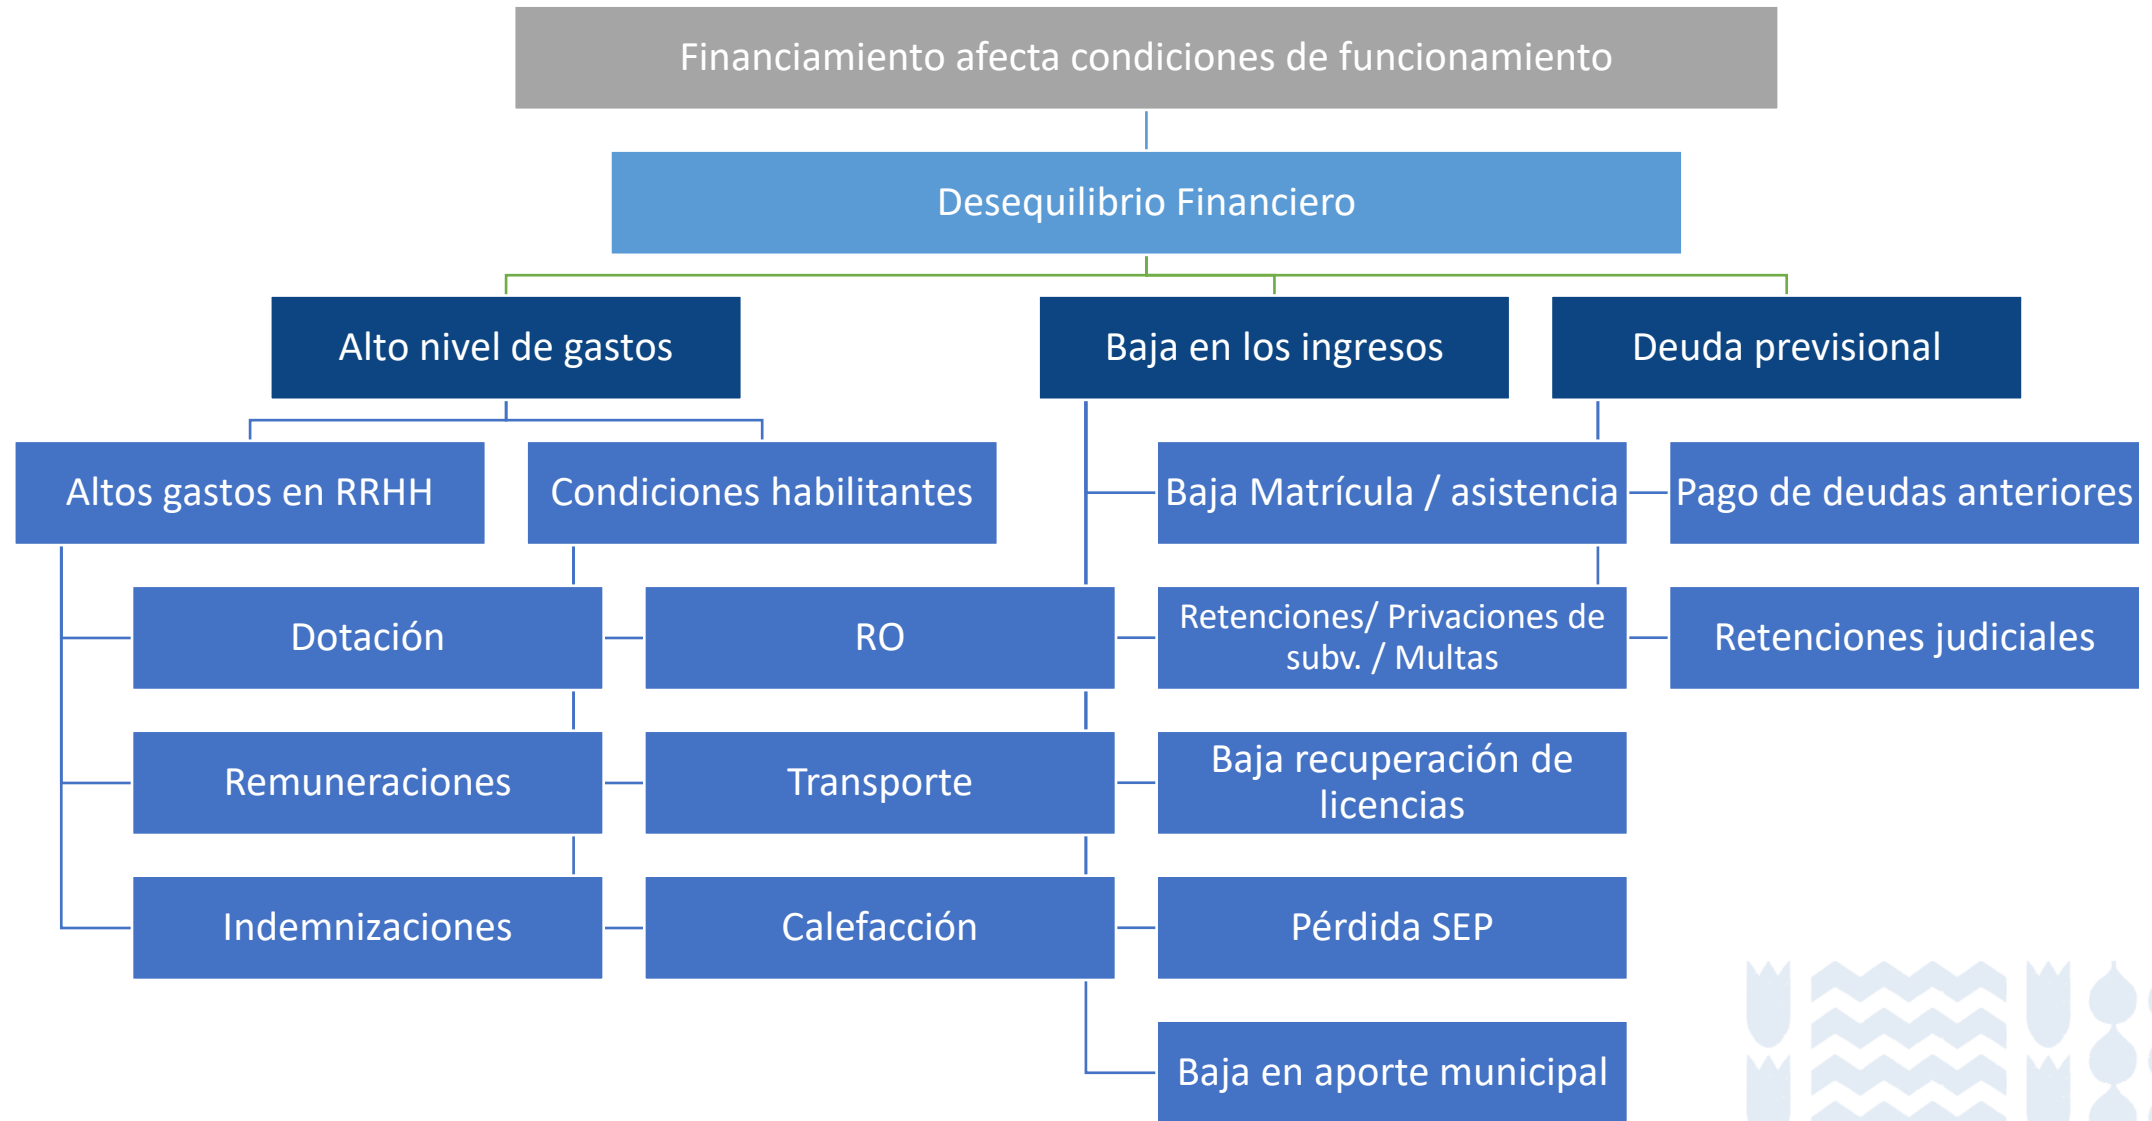 Financiamiento afecta condiciones de funcionamiento
Desequilibrio Financiero
Alto nivel de gastos
Baja en los ingresos
Deuda previsional
Altos gastos en RRHH
Condiciones habilitantes
Baja Matrícula / asistencia
Pago de deudas anteriores
Dotación
RO
Retenciones/ Privaciones de
subv. / Multas
Retenciones judiciales
Remuneraciones
Transporte
Baja recuperación de
licencias
Indemnizaciones
Calefacción
Pérdida SEP
Baja en aporte municipal